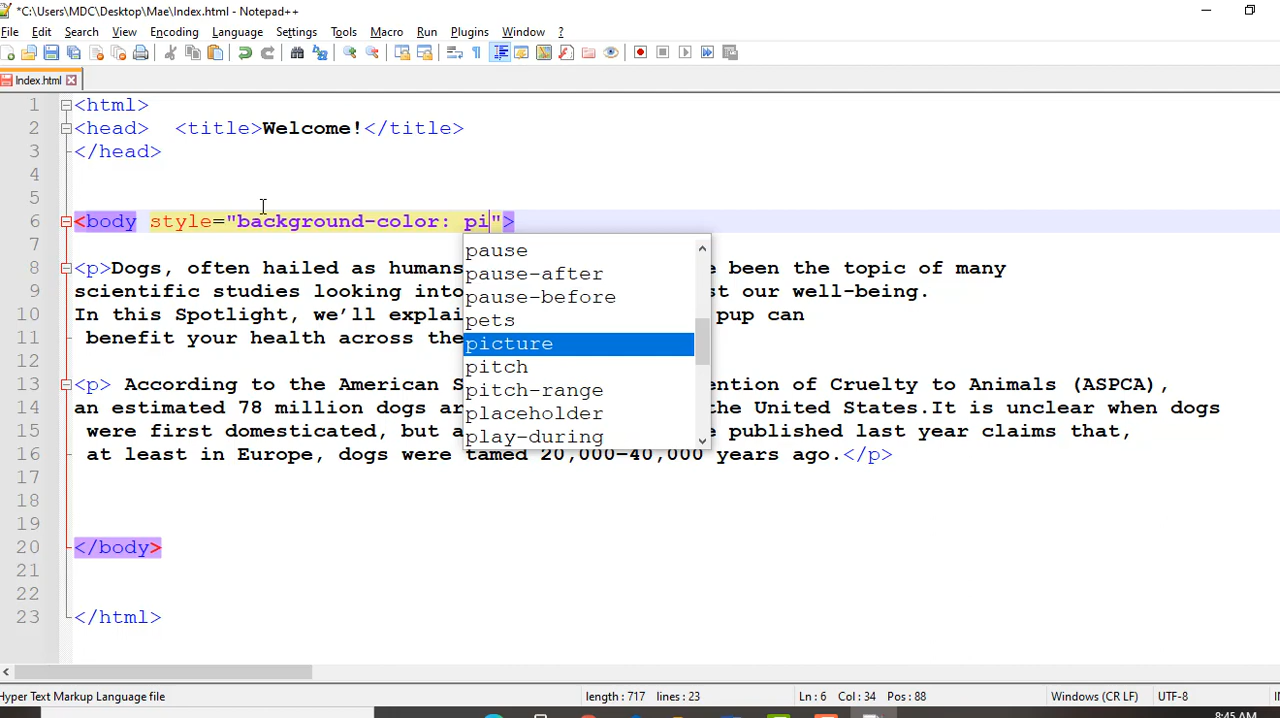 *C:\Users\MDC\Desktop\Mae\Index.html - Notepad++
File Edit Search View Encoding Language Settings Tools Macro Run Plugins Window ?
Index.html
1 <html>
2 <head> <title>Welcome!</title>
3 </head>
4
5
6 <body style="background-color: pi">
7
8 <p>Dogs, often hailed as humans e been the topic of many
9 scientific studies looking into st our well-being.
10 In this Spotlight, we’ll explai pup can
11 benefit your health across the
12
13 <p> According to the American S ention of Cruelty to Animals (ASPCA),
14 an estimated 78 million dogs ar the United States.It is unclear when dogs
15 were first domesticated, but a e published last year claims that,
16 at least in Europe, dogs were tamed 20,000–40,000 years ago.</p>
17
18
19
20 </body>
21
22
23 </html>
pause
pause-after
pause-before
pets
picture
pitch
pitch-range
placeholder
play-during
Hyper Text Markup Language file length : 717 lines : 23 Ln : 6 Col : 34 Pos : 88 Windows (CR LF) UTF-8
8:45 AM